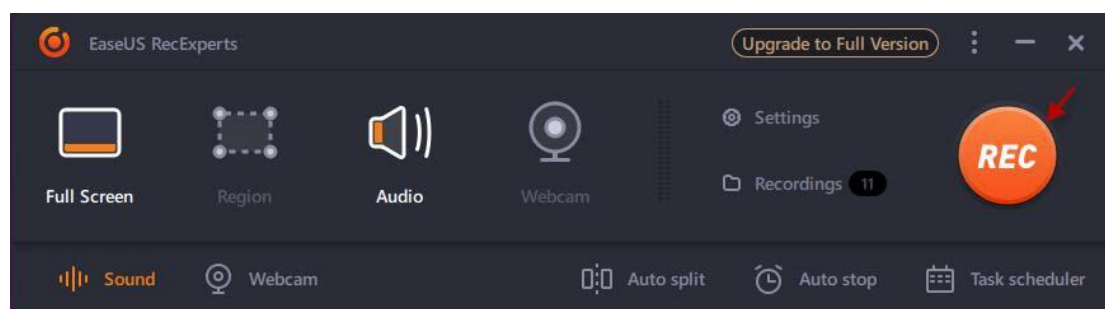 EaseUS RecExperts
Upgrade to Full Version
Settings
REC
Recordings 11
Full Screen
Region
Audio
Webcam
Sound
Webcam
Auto split
Auto stop
Task scheduler